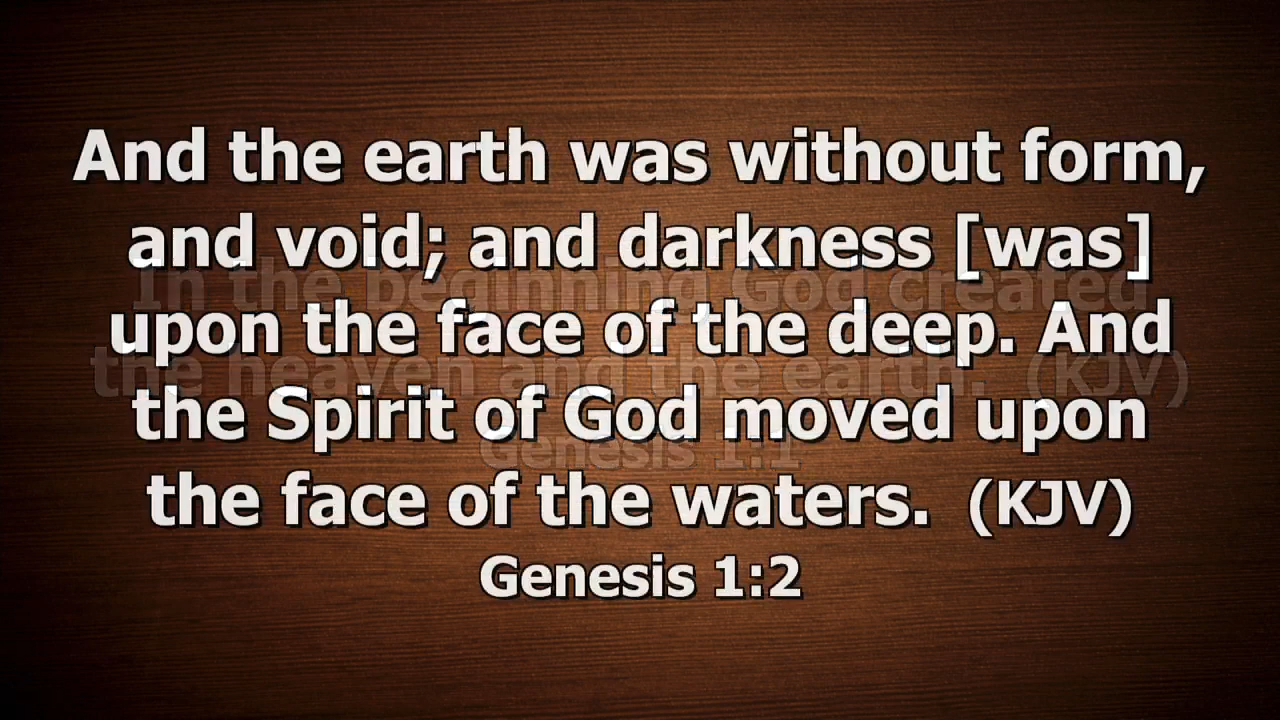 And the earth was without form,
and void; and darkness [was]
In the beginning God created
upon the face of the deep. And
the heaven and the earth. (KJV)
the Spirit of God moved upon
Genesis 1:1
the face of the waters. (KJV)
Genesis 1:2